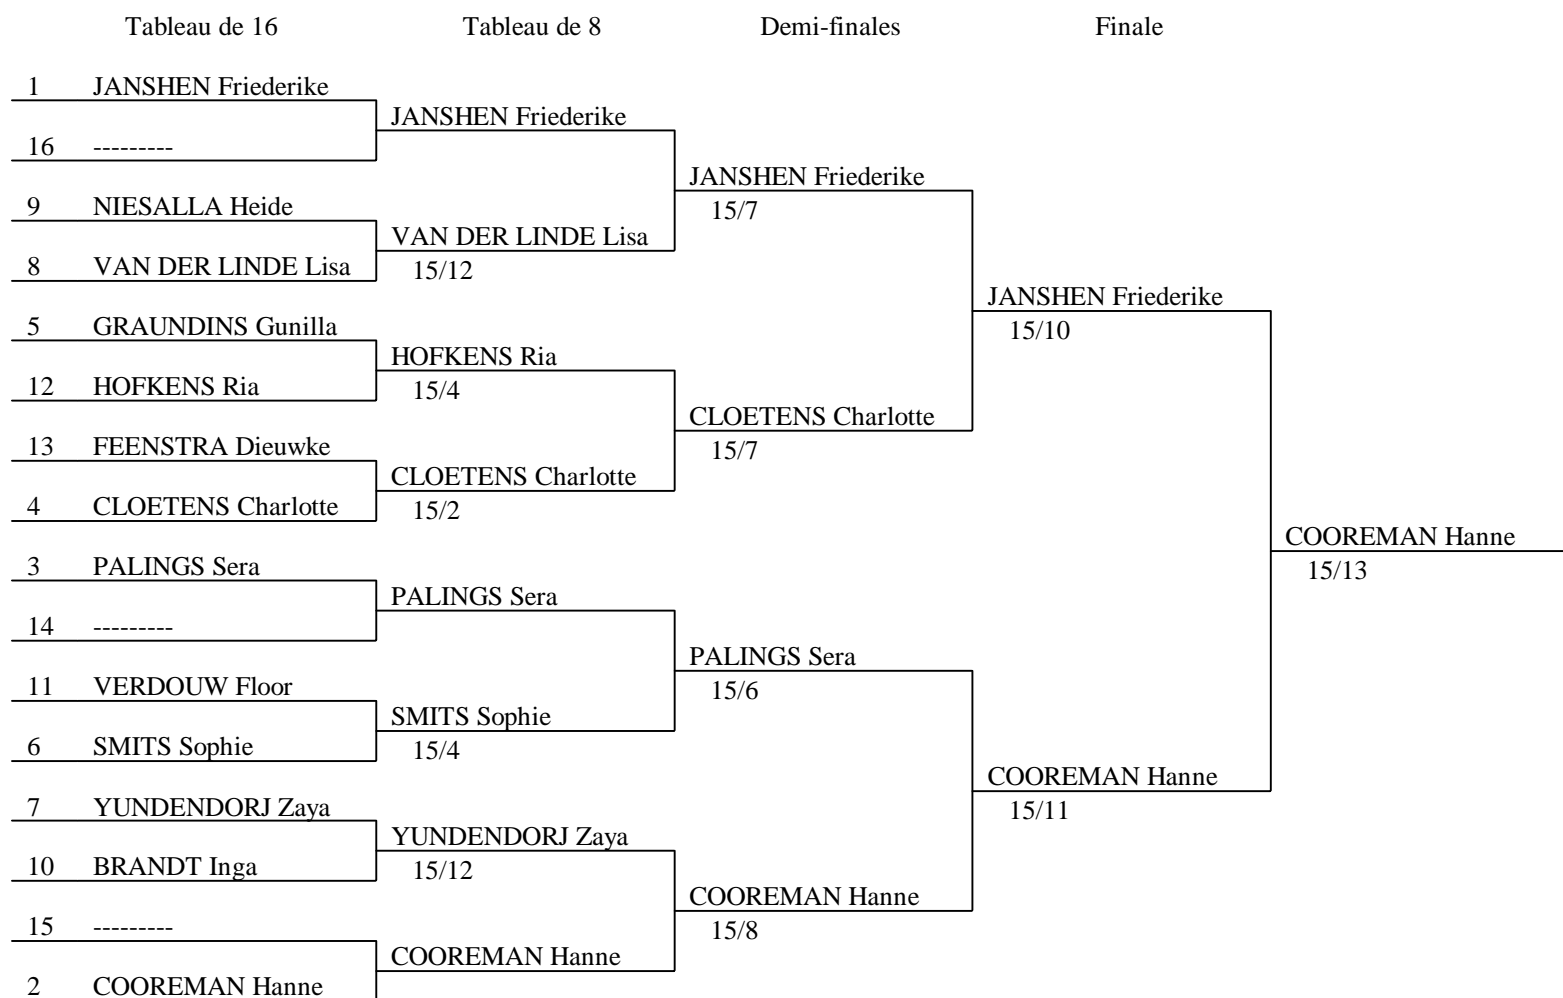 Tableau de 16 Tableau de 8 Demi-finales Finale
1 JANSHEN Friederike
JANSHEN Friederike
16 ---------
JANSHEN Friederike
9 NIESALLA Heide
15/7
VAN DER LINDE Lisa
8 VAN DER LINDE Lisa
15/12
JANSHEN Friederike
5 GRAUNDINS Gunilla
15/10
HOFKENS Ria
12 HOFKENS Ria
15/4
CLOETENS Charlotte
13 FEENSTRA Dieuwke
15/7
CLOETENS Charlotte
4 CLOETENS Charlotte
15/2
COOREMAN Hanne
3 PALINGS Sera
15/13
PALINGS Sera
14 ---------
PALINGS Sera
11 VERDOUW Floor
15/6
SMITS Sophie
6 SMITS Sophie
15/4
COOREMAN Hanne
7 YUNDENDORJ Zaya
15/11
YUNDENDORJ Zaya
10 BRANDT Inga
15/12
COOREMAN Hanne
15 ---------
15/8
COOREMAN Hanne
2 COOREMAN Hanne